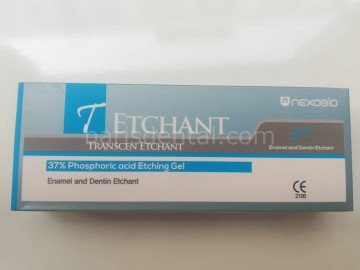 T ETCHANT
NEXOBIO
TRANSCEN ETCHANT
37% Phosphoric acid Etching Gel
Enamel and Dentin Etchant
Enamel and Dentin Etchant
CE
2195